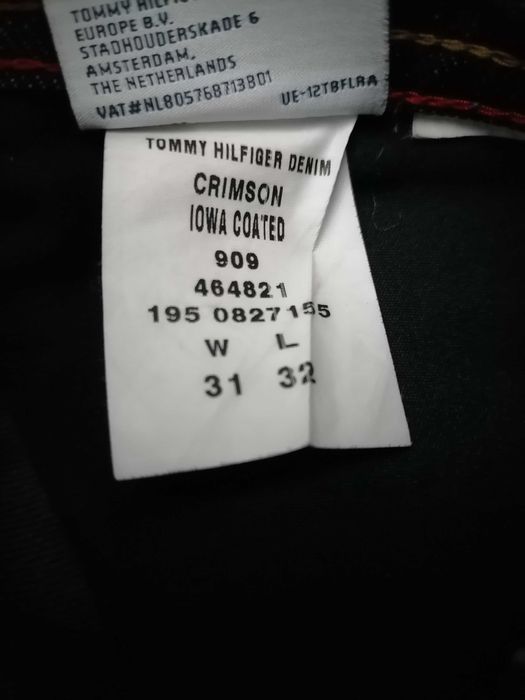 TOMMY HILFIGER
EUROPE B.V.
STADHOUDERSKADE 6
AMSTERDAM,
THE NETHERLANDS
VAT#NL805768713B01
UE-12TBFLRA
TOMMY HILFIGER DENIM
CRIMSON
IOWA COATED
909
464821
195 0827155
W L
31 32